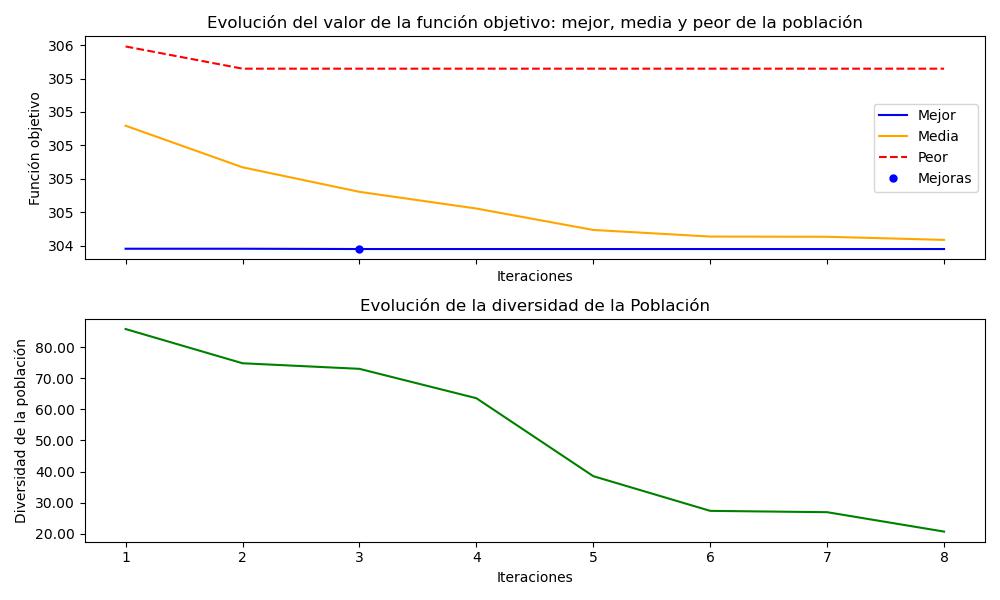 Evolución del valor de la función objetivo: mejor, media y peor de la población
306
305
305
305
305
305
304
Función objetivo
Mejor
Media
Peor
Mejoras
Iteraciones
Evolución de la diversidad de la Población
80.00
70.00
60.00
50.00
40.00
30.00
20.00
Diversidad de la población
1 2 3 4 5 6 7 8
Iteraciones